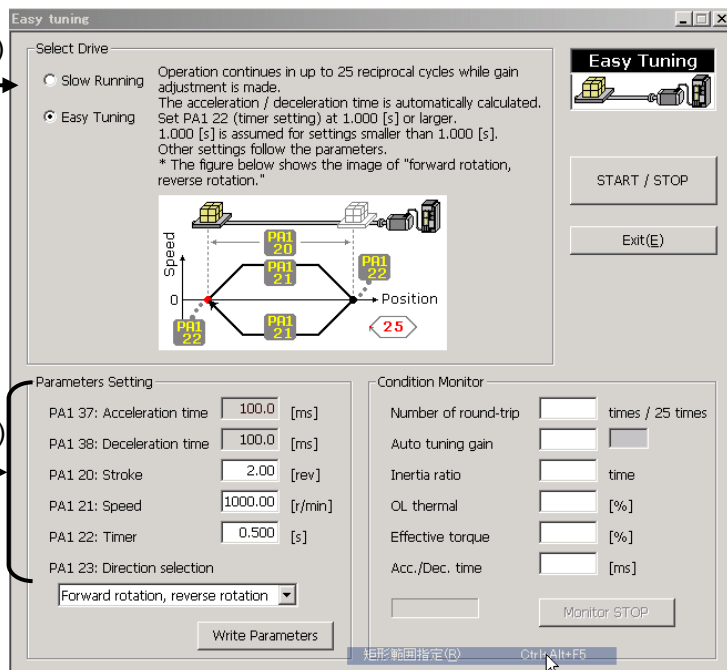 Easy tuning
)
Select Drive
Slow Running
Easy Tuning
Operation continues in up to 25 reciprocal cycles while gain
adjustment is made.
The acceleration / deceleration time is automatically calculated.
Set PA1 22 (timer setting) at 1.000 [s] or larger.
1.000 [s] is assumed for settings smaller than 1.000 [s].
Other settings follow the parameters.
* The figure below shows the image of "forward rotation,
reverse rotation."
Easy Tuning
START / STOP
Exit(E)
Speed
PA1
20
PA1
21
PA1
22
0
Position
PA1
22
PA1
21
25
)
Parameters Setting
PA1 37: Acceleration time 100.0 [ms]
PA1 38: Deceleration time 100.0 [ms]
PA1 20: Stroke 2.00 [rev]
PA1 21: Speed 1000.00 [r/min]
PA1 22: Timer 0.500 [s]
PA1 23: Direction selection
Forward rotation, reverse rotation
Write Parameters
Condition Monitor
Number of round-trip times / 25 times
Auto tuning gain
Inertia ratio time
OL thermal [%]
Effective torque [%]
Acc./Dec. time [ms]
Monitor STOP
矩形範囲指定(R) Ctrl+Alt+F5